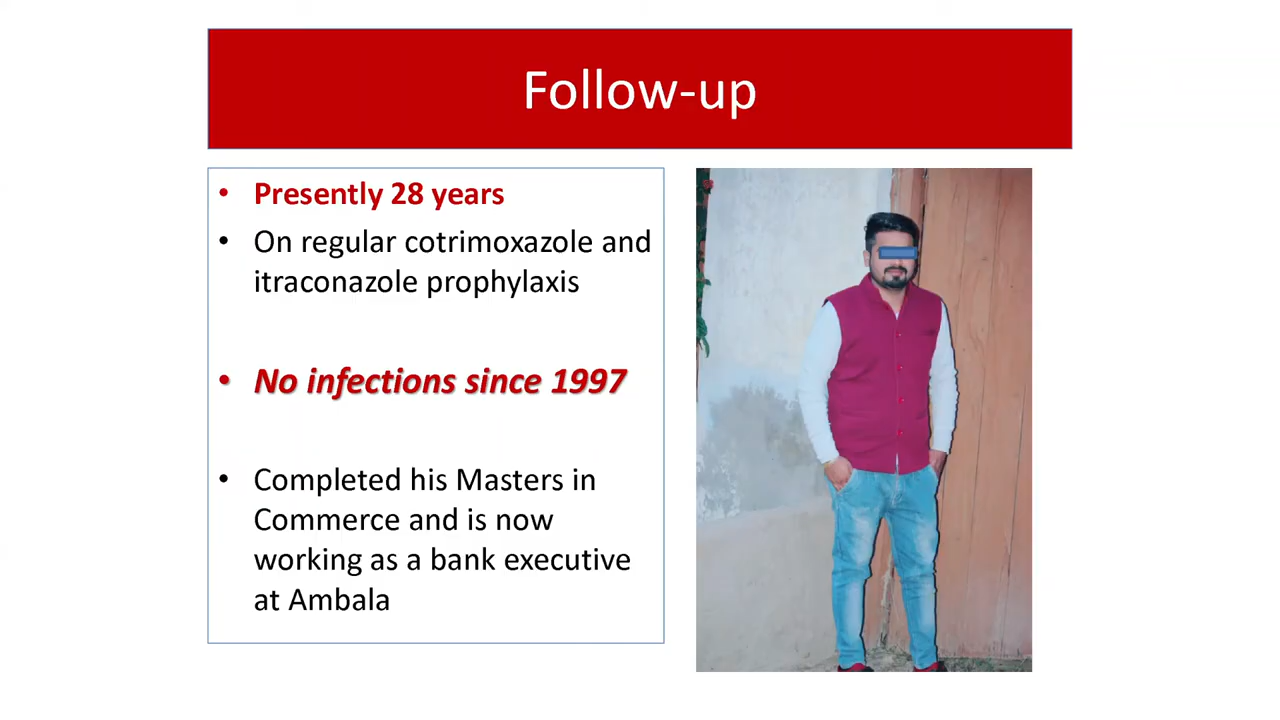 Follow-up
• Presently 28 years
• On regular cotrimoxazole and
itraconazole prophylaxis
• No infections since 1997
• Completed his Masters in
Commerce and is now
working as a bank executive
at Ambala